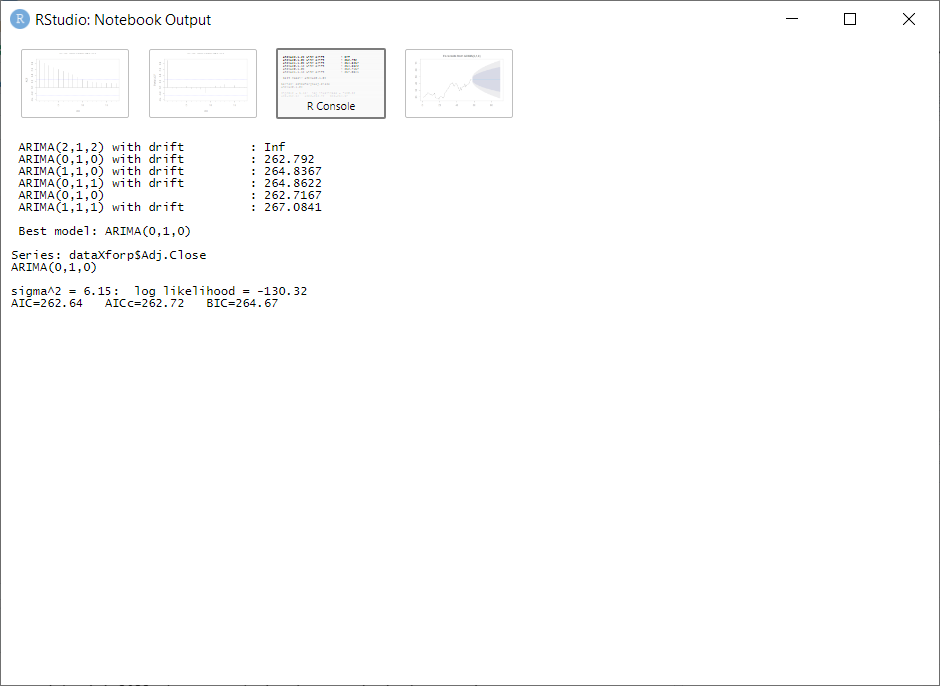 RStudio: Notebook Output
R Console
ARIMA(2,1,2) with drift : Inf
ARIMA(0,1,0) with drift : 262.792
ARIMA(1,1,0) with drift : 264.8367
ARIMA(0,1,1) with drift : 264.8622
ARIMA(0,1,0) : 262.7167
ARIMA(1,1,1) with drift : 267.0841
Best model: ARIMA(0,1,0)
Series: dataXforp$Adj.Close
ARIMA(0,1,0)
sigma^2 = 6.15: log likelihood = -130.32
AIC=262.64 AICc=262.72 BIC=264.67